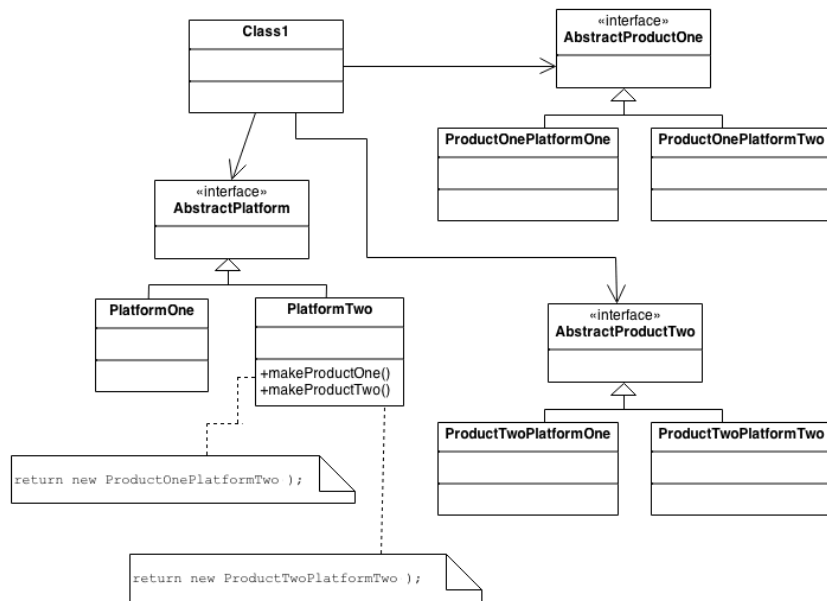 Class1
«interface»
AbstractProductOne
ProductOnePlatformOne
ProductOnePlatformTwo
«interface»
AbstractPlatform
PlatformOne
PlatformTwo
+makeProductOne()
+makeProductTwo()
«interface»
AbstractProductTwo
ProductTwoPlatformOne
ProductTwoPlatformTwo
return new ProductOnePlatformTwo );
return new ProductTwoPlatformTwo );